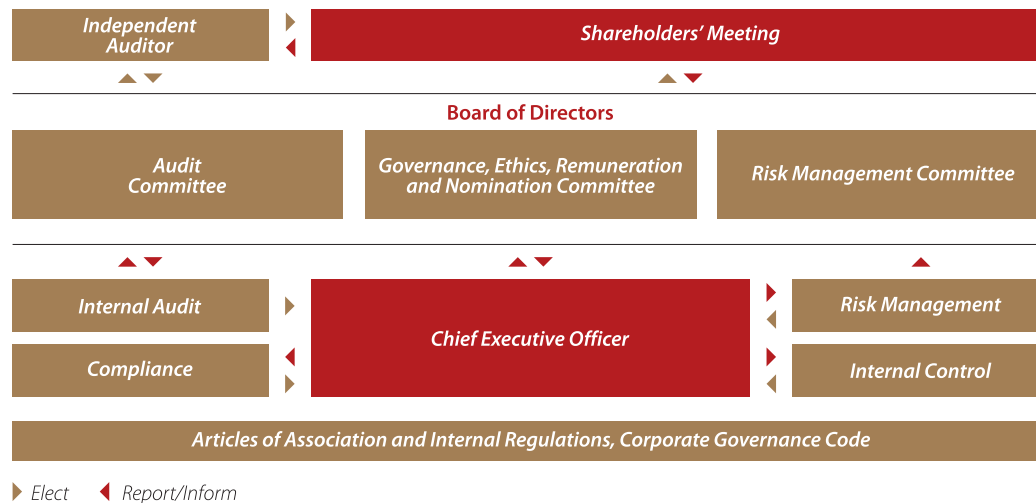 Independent
Auditor
Shareholders’ Meeting
Board of Directors
Audit
Committee
Governance, Ethics, Remuneration
and Nomination Committee
Risk Management Committee
Internal Audit
Chief Executive Officer
Risk Management
Compliance
Internal Control
Articles of Association and Internal Regulations, Corporate Governance Code
Elect
Report/Inform